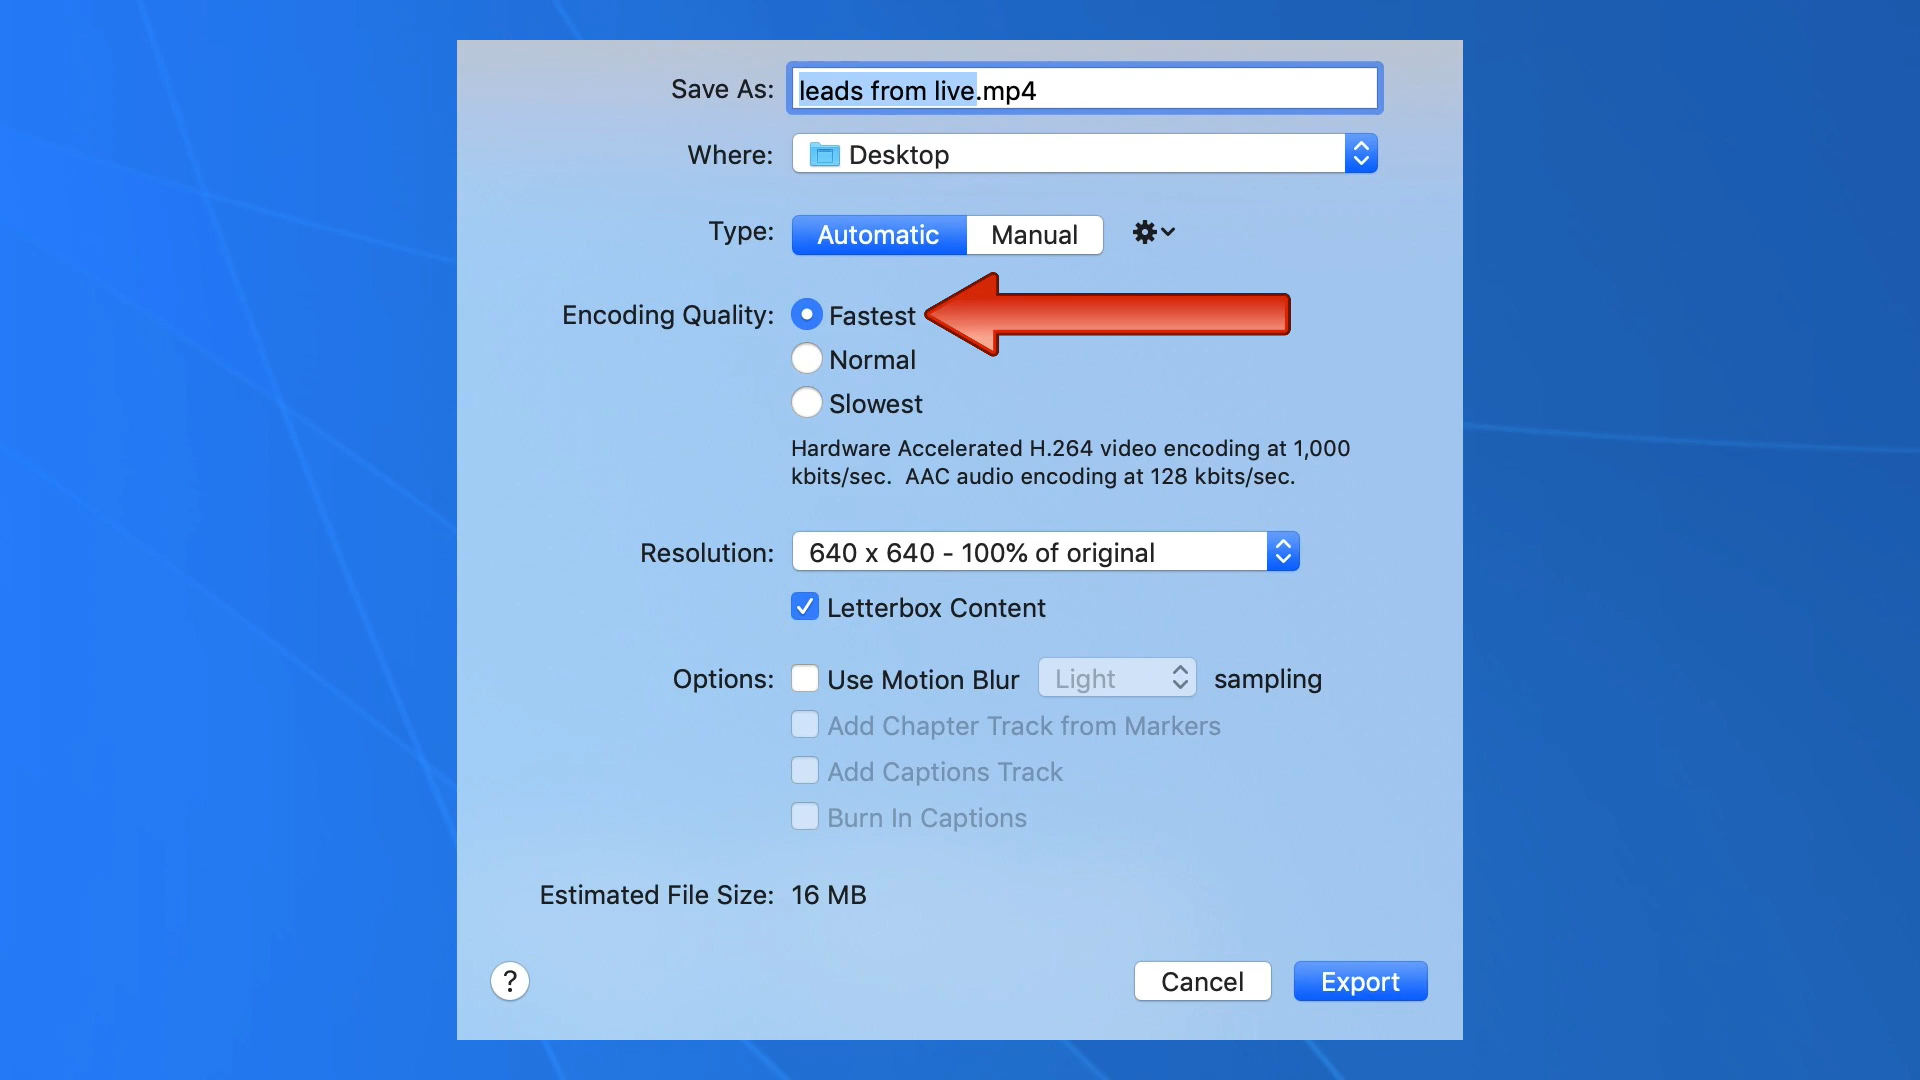 Save As: leads from live.mp4
Where: Desktop
Type: Automatic Manual
Encoding Quality: Fastest
Normal
Slowest
Hardware Accelerated H.264 video encoding at 1,000
kbits/sec. AAC audio encoding at 128 kbits/sec.
Resolution: 640 x 640 - 100% of original
Letterbox Content
Options: Use Motion Blur Light sampling
Add Chapter Track from Markers
Add Captions Track
Burn In Captions
Estimated File Size: 16 MB
? Cancel Export